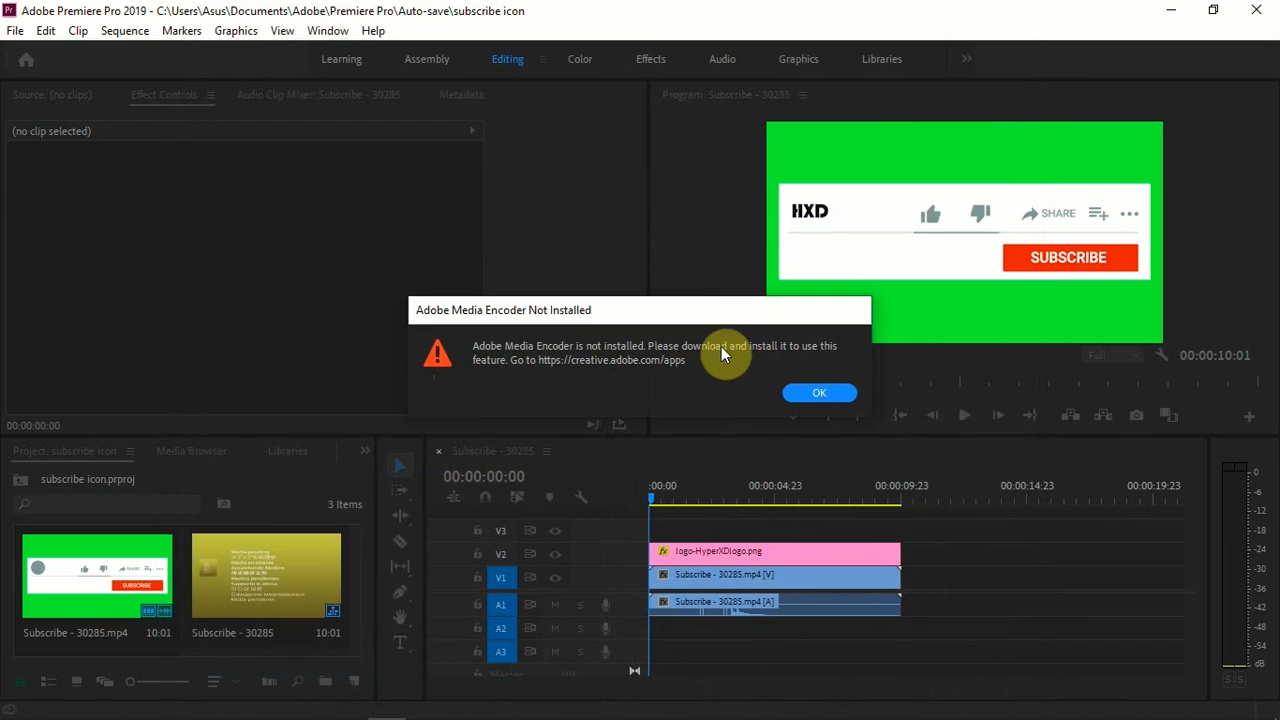 Adobe Premiere Pro 2019 - C:\Users\Asus\Documents\Adobe\Premiere Pro\Auto-save\subscribe icon
File Edit Clip Sequence Markers Graphics View Window Help
Learning Assembly Editing Color Effects Audio Graphics Libraries
Source: (no clips) Effect Controls Audio Clip Mixer: Subscribe - 30285 Metadata
Program: Subscribe - 30285
(no clip selected)
HXD SHARE
SUBSCRIBE
Adobe Media Encoder Not Installed
Adobe Media Encoder is not installed. Please download and install it to use this
feature. Go to https://creative.adobe.com/apps
OK
Full 00:00:10:01
00:00:00:00
Project: subscribe icon Media Browser Libraries
subscribe icon.prproj
3 Items
Subscribe - 30285.mp4 10:01
Subscribe - 30285 10:01
Subscribe - 30285
00:00:00:00
:00:00 00:00:04:23 00:00:09:23 00:00:14:23 00:00:19:23
V3
V2 logo-HyperXDlogo.png
V1 Subscribe - 30285.mp4 [V]
A1 M S Subscribe - 30285.mp4 [A]
A2 M S
A3 M S
Master 0.0
0
-6
-12
-18
-24
-30
-36
-42
-48
-54
dB
S S